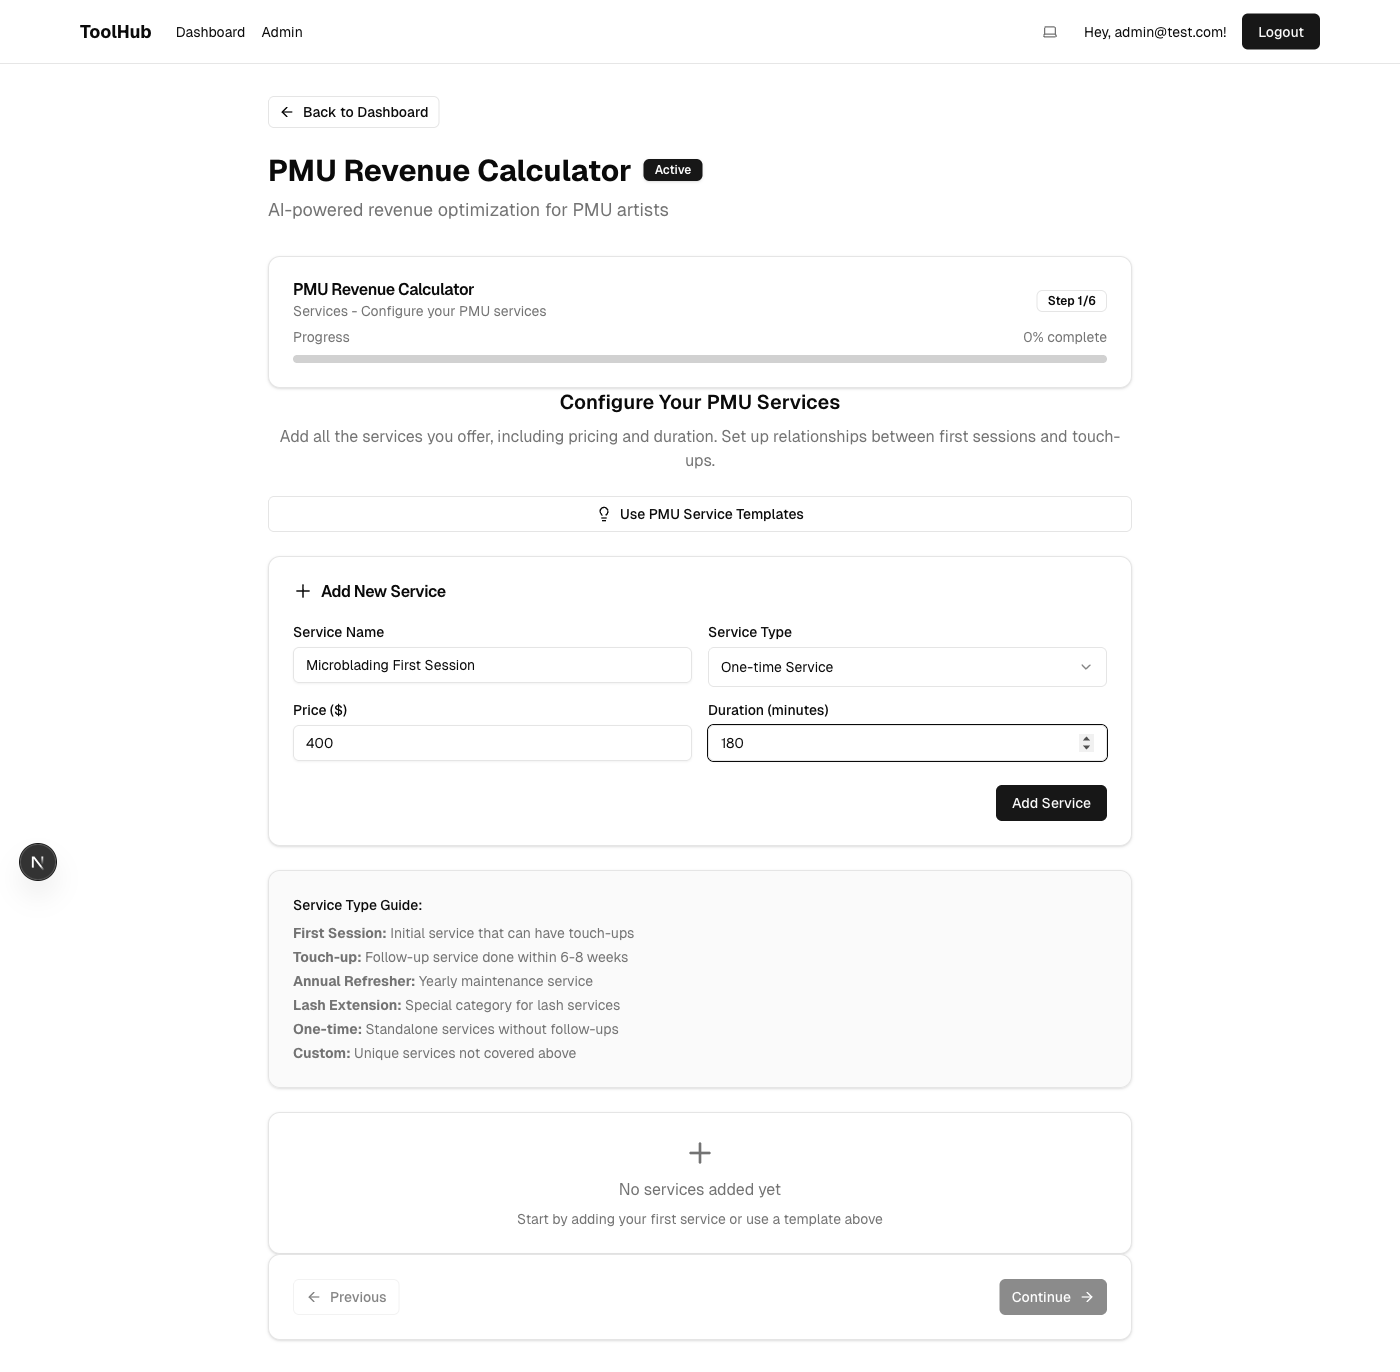 ToolHub
Dashboard
Admin
Hey, admin@test.com!
Logout
Back to Dashboard
PMU Revenue Calculator
Active
AI-powered revenue optimization for PMU artists
PMU Revenue Calculator
Services - Configure your PMU services
Step 1/6
Progress
0% complete
Configure Your PMU Services
Add all the services you offer, including pricing and duration. Set up relationships between first sessions and touch-
ups.
Use PMU Service Templates
Add New Service
Service Name
Service Type
Microblading First Session
One-time Service
Price ($)
Duration (minutes)
400
180
Add Service
N
Service Type Guide:
First Session: Initial service that can have touch-ups
Touch-up: Follow-up service done within 6-8 weeks
Annual Refresher: Yearly maintenance service
Lash Extension: Special category for lash services
One-time: Standalone services without follow-ups
Custom: Unique services not covered above
No services added yet
Start by adding your first service or use a template above
Previous
Continue